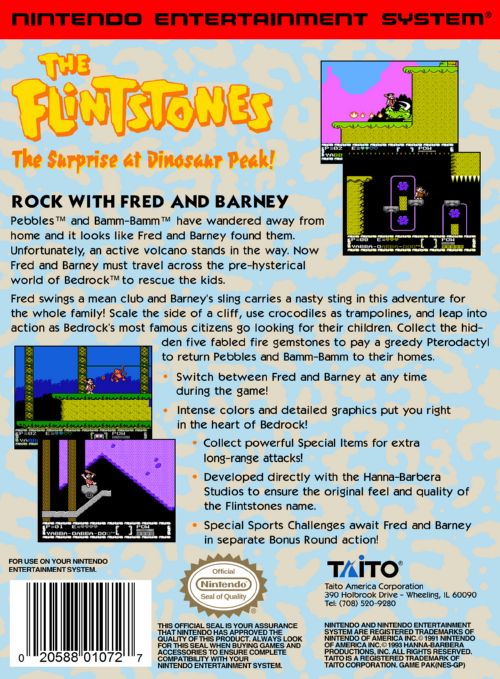 NINTENDO ENTERTAINMENT SYSTEM®
THE
FLINTSTONES
The Surprise at Dinosaur Peak!
ROCK WITH FRED AND BARNEY
Pebbles™ and Bamm-Bamm™ have wandered away from
home and it looks like Fred and Barney found them.
Unfortunately, an active volcano stands in the way. Now
Fred and Barney must travel across the pre-hysterical
world of Bedrock™ to rescue the kids.
Fred swings a mean club and Barney's sling carries a nasty sting in this adventure for
the whole family! Scale the side of a cliff, use crocodiles as trampolines, and leap into
action as Bedrock's most famous citizens go looking for their children. Collect the hid-
den five fabled fire gemstones to pay a greedy Pterodactyl
to return Pebbles and Bamm-Bamm to their homes.
• Switch between Fred and Barney at any time
during the game!
• Intense colors and detailed graphics put you right
in the heart of Bedrock!
• Collect powerful Special Items for extra
long-range attacks!
• Developed directly with the Hanna-Barbera
Studios to ensure the original feel and quality of
the Flintstones name.
• Special Sports Challenges await Fred and Barney
in separate Bonus Round action!
FOR USE ON YOUR NINTENDO
ENTERTAINMENT SYSTEM.
0 20588 01072 7
Official
Nintendo
Seal of Quality
THIS OFFICIAL SEAL IS YOUR ASSURANCE
THAT NINTENDO HAS APPROVED THE
QUALITY OF THIS PRODUCT. ALWAYS LOOK
FOR THIS SEAL WHEN BUYING GAMES AND
ACCESSORIES TO ENSURE COMPLETE
COMPATIBILITY WITH YOUR
NINTENDO ENTERTAINMENT SYSTEM.
TAITO®
Taito America Corporation
390 Holbrook Drive - Wheeling, IL 60090
Tel: (708) 520-9280
NINTENDO AND NINTENDO ENTERTAINMENT
SYSTEM ARE REGISTERED TRADEMARKS OF
NINTENDO OF AMERICA INC. © 1991 NINTENDO
OF AMERICA INC. © 1993 HANNA-BARBERA
PRODUCTIONS, INC. ALL RIGHTS RESERVED.
TAITO IS A REGISTERED TRADEMARK OF
TAITO CORPORATION. GAME PAK(NES-GP)